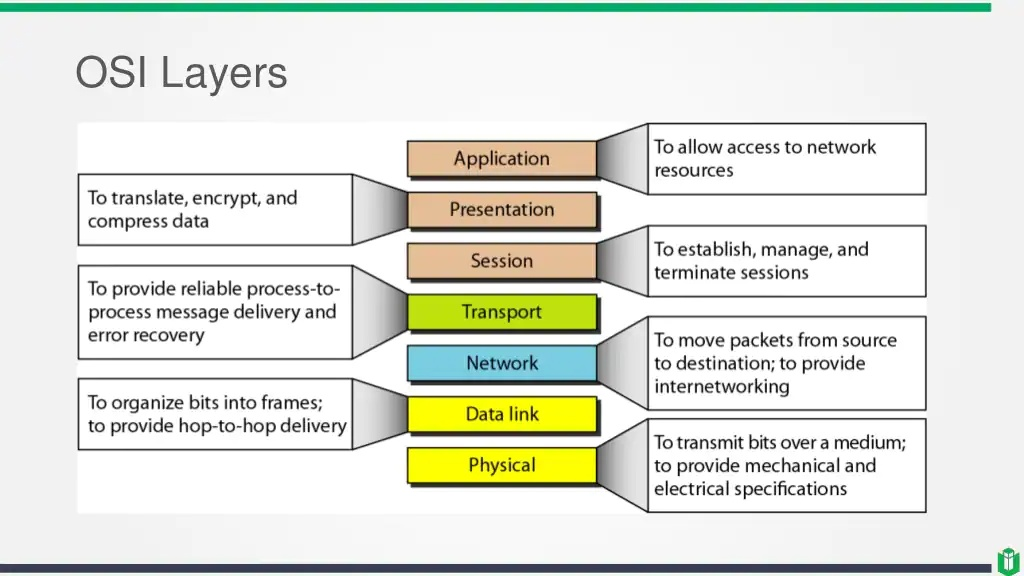 OSI Layers
Application
To allow access to network
resources
To translate, encrypt, and
compress data
Presentation
Session
To establish, manage, and
terminate sessions
To provide reliable process-to-
process message delivery and
error recovery
Transport
Network
To move packets from source
to destination; to provide
internetworking
To organize bits into frames;
to provide hop-to-hop delivery
Data link
Physical
To transmit bits over a medium;
to provide mechanical and
electrical specifications